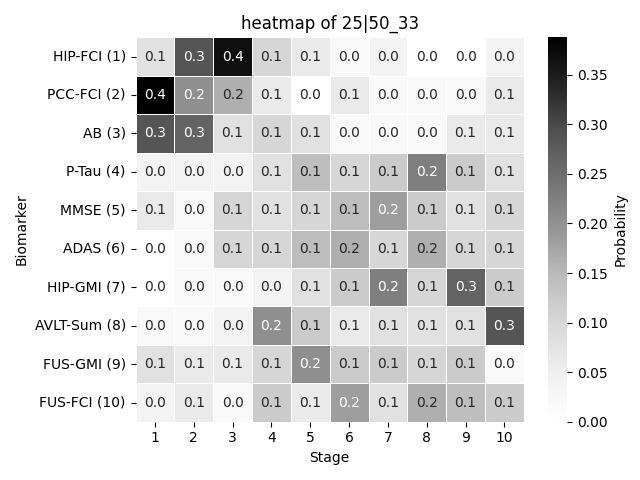 heatmap of 25|50_33
HIP-FCI (1) 0.1 0.3 0.4 0.1 0.1 0.0 0.0 0.0 0.0 0.0
PCC-FCI (2) 0.4 0.2 0.2 0.1 0.0 0.1 0.0 0.0 0.0 0.1
AB (3) 0.3 0.3 0.1 0.1 0.1 0.0 0.0 0.0 0.1 0.1
P-Tau (4) 0.0 0.0 0.0 0.1 0.1 0.1 0.1 0.2 0.1 0.1
MMSE (5) 0.1 0.0 0.1 0.1 0.1 0.1 0.2 0.1 0.1 0.1
ADAS (6) 0.0 0.0 0.1 0.1 0.1 0.2 0.1 0.2 0.1 0.1
HIP-GMI (7) 0.0 0.0 0.0 0.0 0.1 0.1 0.2 0.1 0.3 0.1
AVLT-Sum (8) 0.0 0.0 0.0 0.2 0.1 0.1 0.1 0.1 0.1 0.3
FUS-GMI (9) 0.1 0.1 0.1 0.1 0.2 0.1 0.1 0.1 0.1 0.0
FUS-FCI (10) 0.0 0.1 0.0 0.1 0.1 0.2 0.1 0.2 0.1 0.1
1 2 3 4 5 6 7 8 9 10
Stage
Biomarker
0.35
0.30
0.25
0.20
0.15
0.10
0.05
0.00
Probability